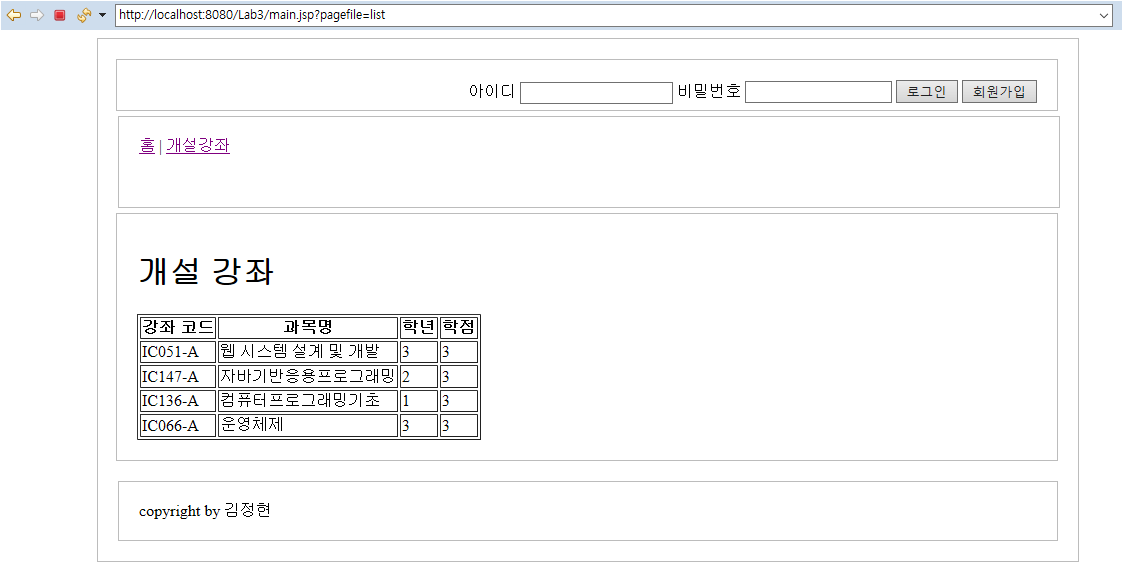 http://localhost:8080/Lab3/main.jsp?pagefile=list
아이디 비밀번호 로그인 회원가입
홈 | 개설강좌
개설 강좌
강좌 코드 과목명 학년 학점
IC051-A 웹 시스템 설계 및 개발 3 3
IC147-A 자바기반응용프로그래밍 2 3
IC136-A 컴퓨터프로그래밍기초 1 3
IC066-A 운영체제 3 3
copyright by 김정현